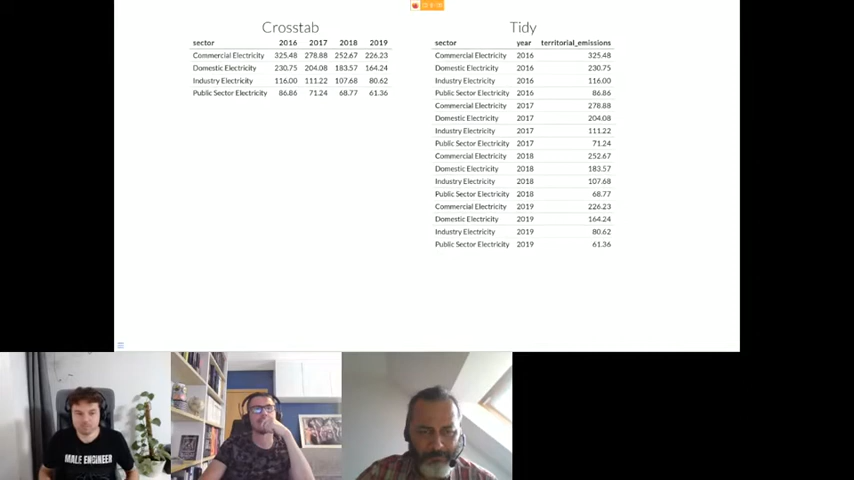 Crosstab
sector 2016 2017 2018 2019
Commercial Electricity 325.48 278.88 252.67 226.23
Domestic Electricity 230.75 204.08 183.57 164.24
Industry Electricity 116.00 111.22 107.68 80.62
Public Sector Electricity 86.86 71.24 68.77 61.36
Tidy
sector year territorial_emissions
Commercial Electricity 2016 325.48
Domestic Electricity 2016 230.75
Industry Electricity 2016 116.00
Public Sector Electricity 2016 86.86
Commercial Electricity 2017 278.88
Domestic Electricity 2017 204.08
Industry Electricity 2017 111.22
Public Sector Electricity 2017 71.24
Commercial Electricity 2018 252.67
Domestic Electricity 2018 183.57
Industry Electricity 2018 107.68
Public Sector Electricity 2018 68.77
Commercial Electricity 2019 226.23
Domestic Electricity 2019 164.24
Industry Electricity 2019 80.62
Public Sector Electricity 2019 61.36
MALE ENGINEER